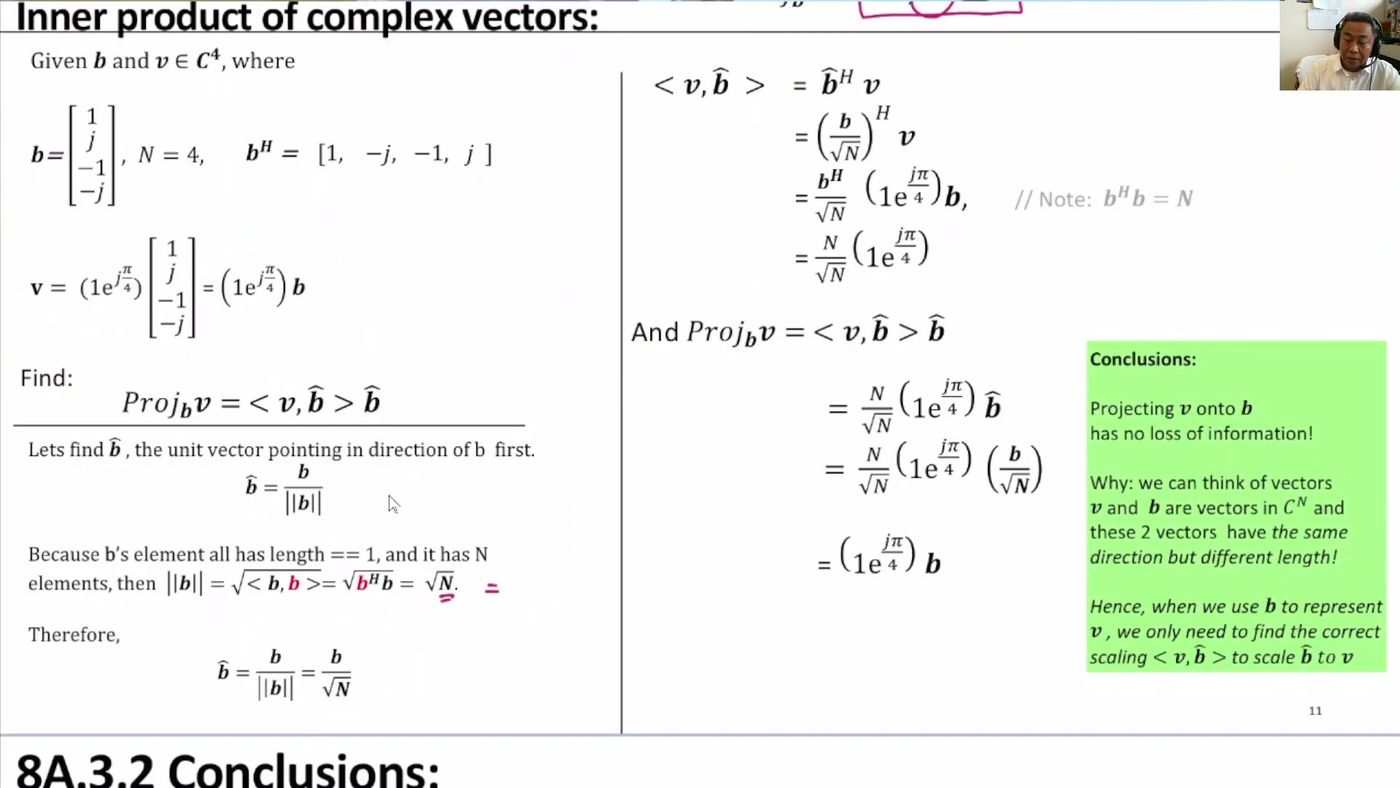 Inner product of complex vectors:
Given b and v ∈ C⁴, where
b= [1 j −1 −j], N = 4, bᴴ = [1, −j, −1, j ]
v = (1e^{jπ/4}) [1 j −1 −j] = (1e^{jπ/4}) b
Find:
Proj_b v = < v, b̂ > b̂
Lets find b̂ , the unit vector pointing in direction of b first.
b̂ = b / ||b||
Because b's element all has length == 1, and it has N
elements, then ||b|| = √< b, b >= √bᴴb = √N. =
Therefore,
b̂ = b / ||b|| = b / √N
< v, b̂ > = b̂ᴴ v
= (b / √N)ᴴ v
= bᴴ / √N (1e^{jπ/4})b, // Note: bᴴb = N
= N / √N (1e^{jπ/4})
And Proj_b v = < v, b̂ > b̂
= N / √N (1e^{jπ/4}) b̂
= N / √N (1e^{jπ/4}) (b / √N)
= (1e^{jπ/4}) b
Conclusions:
Projecting v onto b
has no loss of information!
Why: we can think of vectors
v and b are vectors in Cᴺ and
these 2 vectors have the same
direction but different length!
Hence, when we use b to represent
v , we only need to find the correct
scaling < v, b̂ > to scale b̂ to v
11
8A.3.2 Conclusions: